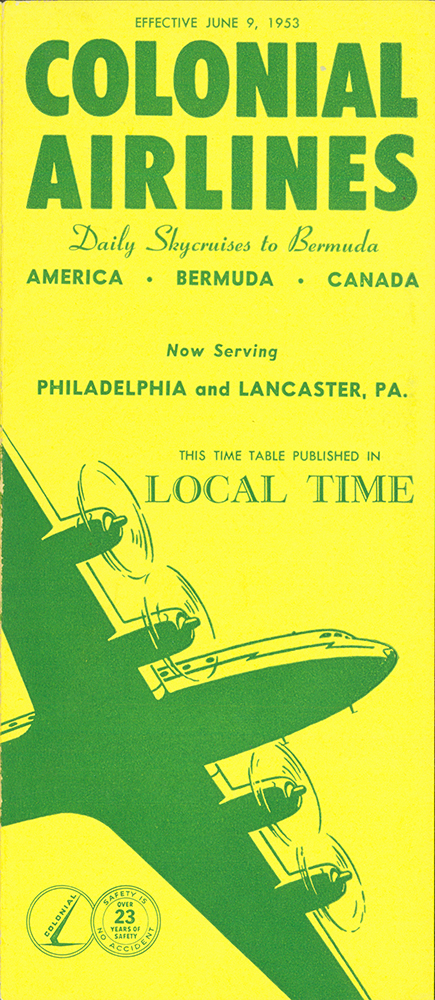 EFFECTIVE JUNE 9, 1953
COLONIAL
AIRLINES
Daily Skycruises to Bermuda
AMERICA • BERMUDA • CANADA
Now Serving
PHILADELPHIA and LANCASTER, PA.
THIS TIME TABLE PUBLISHED IN
LOCAL TIME
COLONIAL
SAFETY IS
OVER
23
YEARS OF
SAFETY
NO ACCIDENT